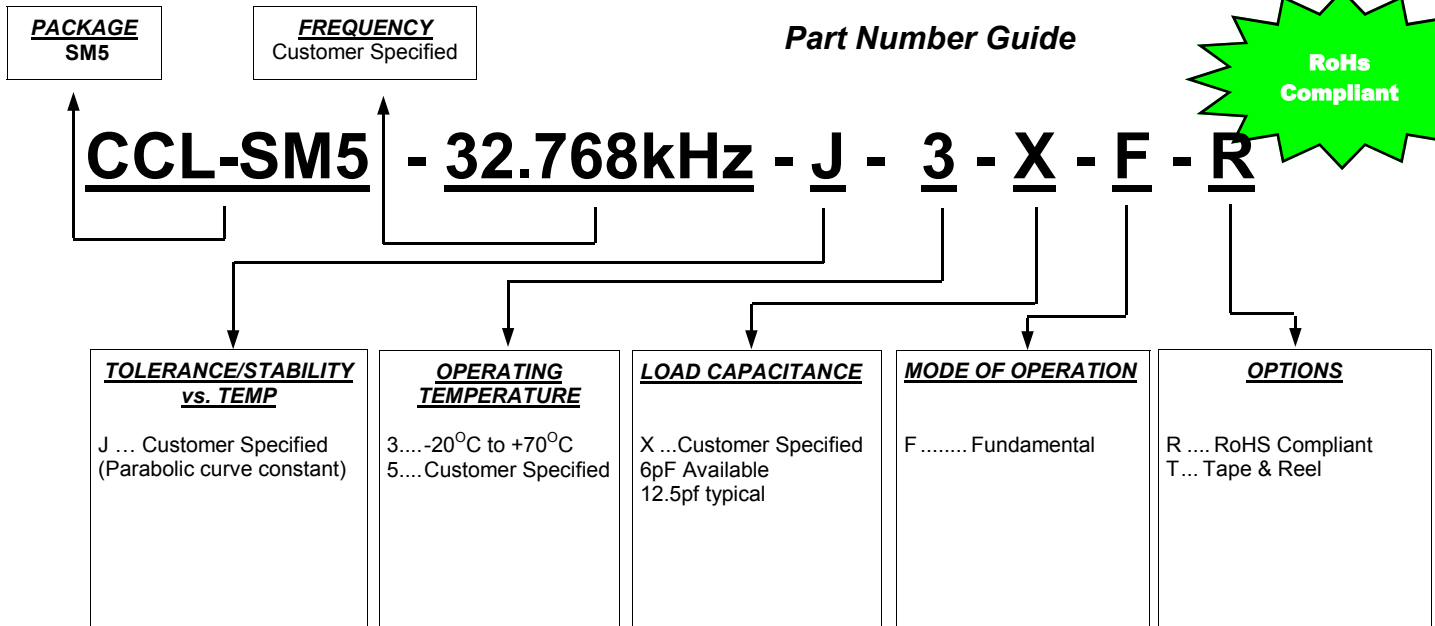 PACKAGE
SM5
FREQUENCY
Customer Specified
Part Number Guide
RoHs
Compliant
CCL-SM5 - 32.768kHz - J - 3 - X - F - R
TOLERANCE/STABILITY
vs. TEMP
J ... Customer Specified
(Parabolic curve constant)
OPERATING
TEMPERATURE
3....-20°C to +70°C
5....Customer Specified
LOAD CAPACITANCE
X ...Customer Specified
6pF Available
12.5pf typical
MODE OF OPERATION
F ........ Fundamental
OPTIONS
R .... RoHS Compliant
T... Tape & Reel